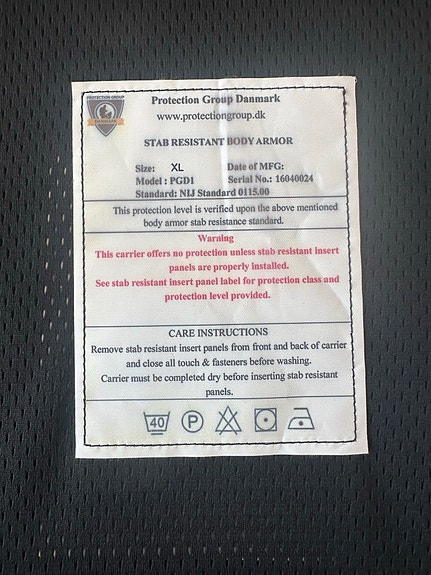 PROTECTION GROUP
DENMARK
Protection Group Danmark
www.protectiongroup.dk
STAB RESISTANT BODY ARMOR
Size: XL Date of MFG:
Model : PGD1 Serial No.: 16040024
Standard: NIJ Standard 0115.00
This protection level is verified upon the above mentioned
body armor stab resistance standard.
Warning
This carrier offers no protection unless stab resistant insert
panels are properly installed.
See stab resistant insert panel label for protection class and
protection level provided.
CARE INSTRUCTIONS
Remove stab resistant insert panels from front and back of carrier
and close all touch & fasteners before washing.
Carrier must be completed dry before inserting stab resistant
panels.
40 P